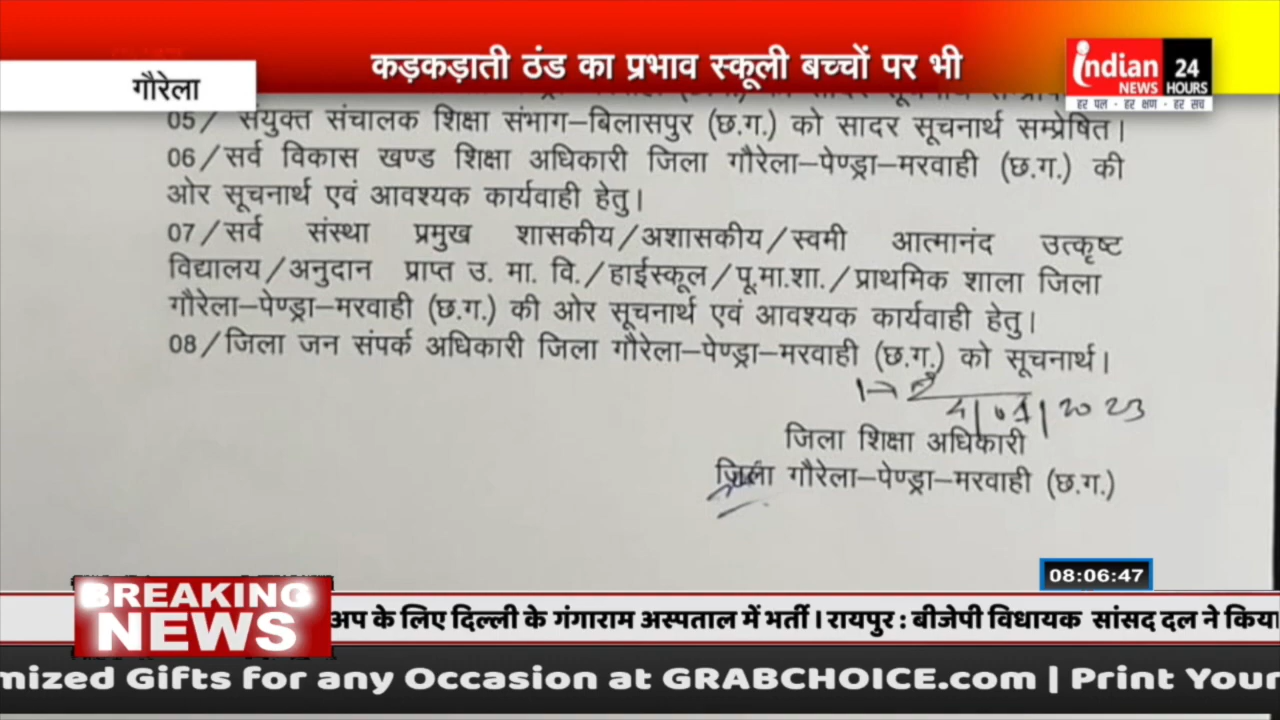 कड़कड़ाती ठंड का प्रभाव स्कूली बच्चों पर भी
गौरेला
indian
NEWS
24
HOURS
हर पल - हर क्षण - हर सच
05/ संयुक्त संचालक शिक्षा संभाग–बिलासपुर (छ.ग.) को सादर सूचनार्थ सम्प्रेषित।
06/सर्व विकास खण्ड शिक्षा अधिकारी जिला गौरेला–पेण्ड्रा–मरवाही (छ.ग.) की
ओर सूचनार्थ एवं आवश्यक कार्यवाही हेतु।
07/सर्व संस्था प्रमुख शासकीय/अशासकीय/स्वमी आत्मानंद उत्कृष्ट
विद्यालय/अनुदान प्राप्त उ. मा. वि./हाईस्कूल/पू.मा.शा./प्राथमिक शाला जिला
गौरेला–पेण्ड्रा–मरवाही (छ.ग.) की ओर सूचनार्थ एवं आवश्यक कार्यवाही हेतु।
08/जिला जन संपर्क अधिकारी जिला गौरेला–पेण्ड्रा–मरवाही (छ.ग.) को सूचनार्थ।
4/01/2023
जिला शिक्षा अधिकारी
जिला गौरेला–पेण्ड्रा–मरवाही (छ.ग.)
08:06:47
BREAKING
NEWS
अप के लिए दिल्ली के गंगाराम अस्पताल में भर्ती । रायपुर : बीजेपी विधायक सांसद दल ने किया
mized Gifts for any Occasion at GRABCHOICE.com | Print Your